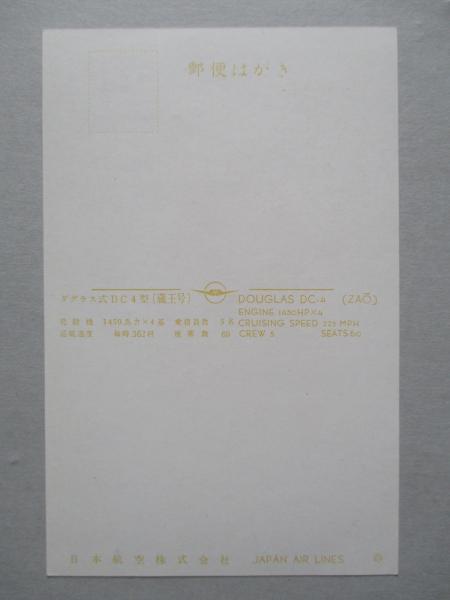 郵便はがき
ダグラス式DC4型(蔵王号)
発動機 1450馬力×4基 乗務員数 5名
巡航速度 毎時362粁 座席数 60
DOUGLAS DC-4 (ZAŌ)
ENGINE 1450HP×4
CRUISING SPEED 225 MPH
CREW 5 SEATS 60
日本航空株式会社 JAPAN AIR LINES